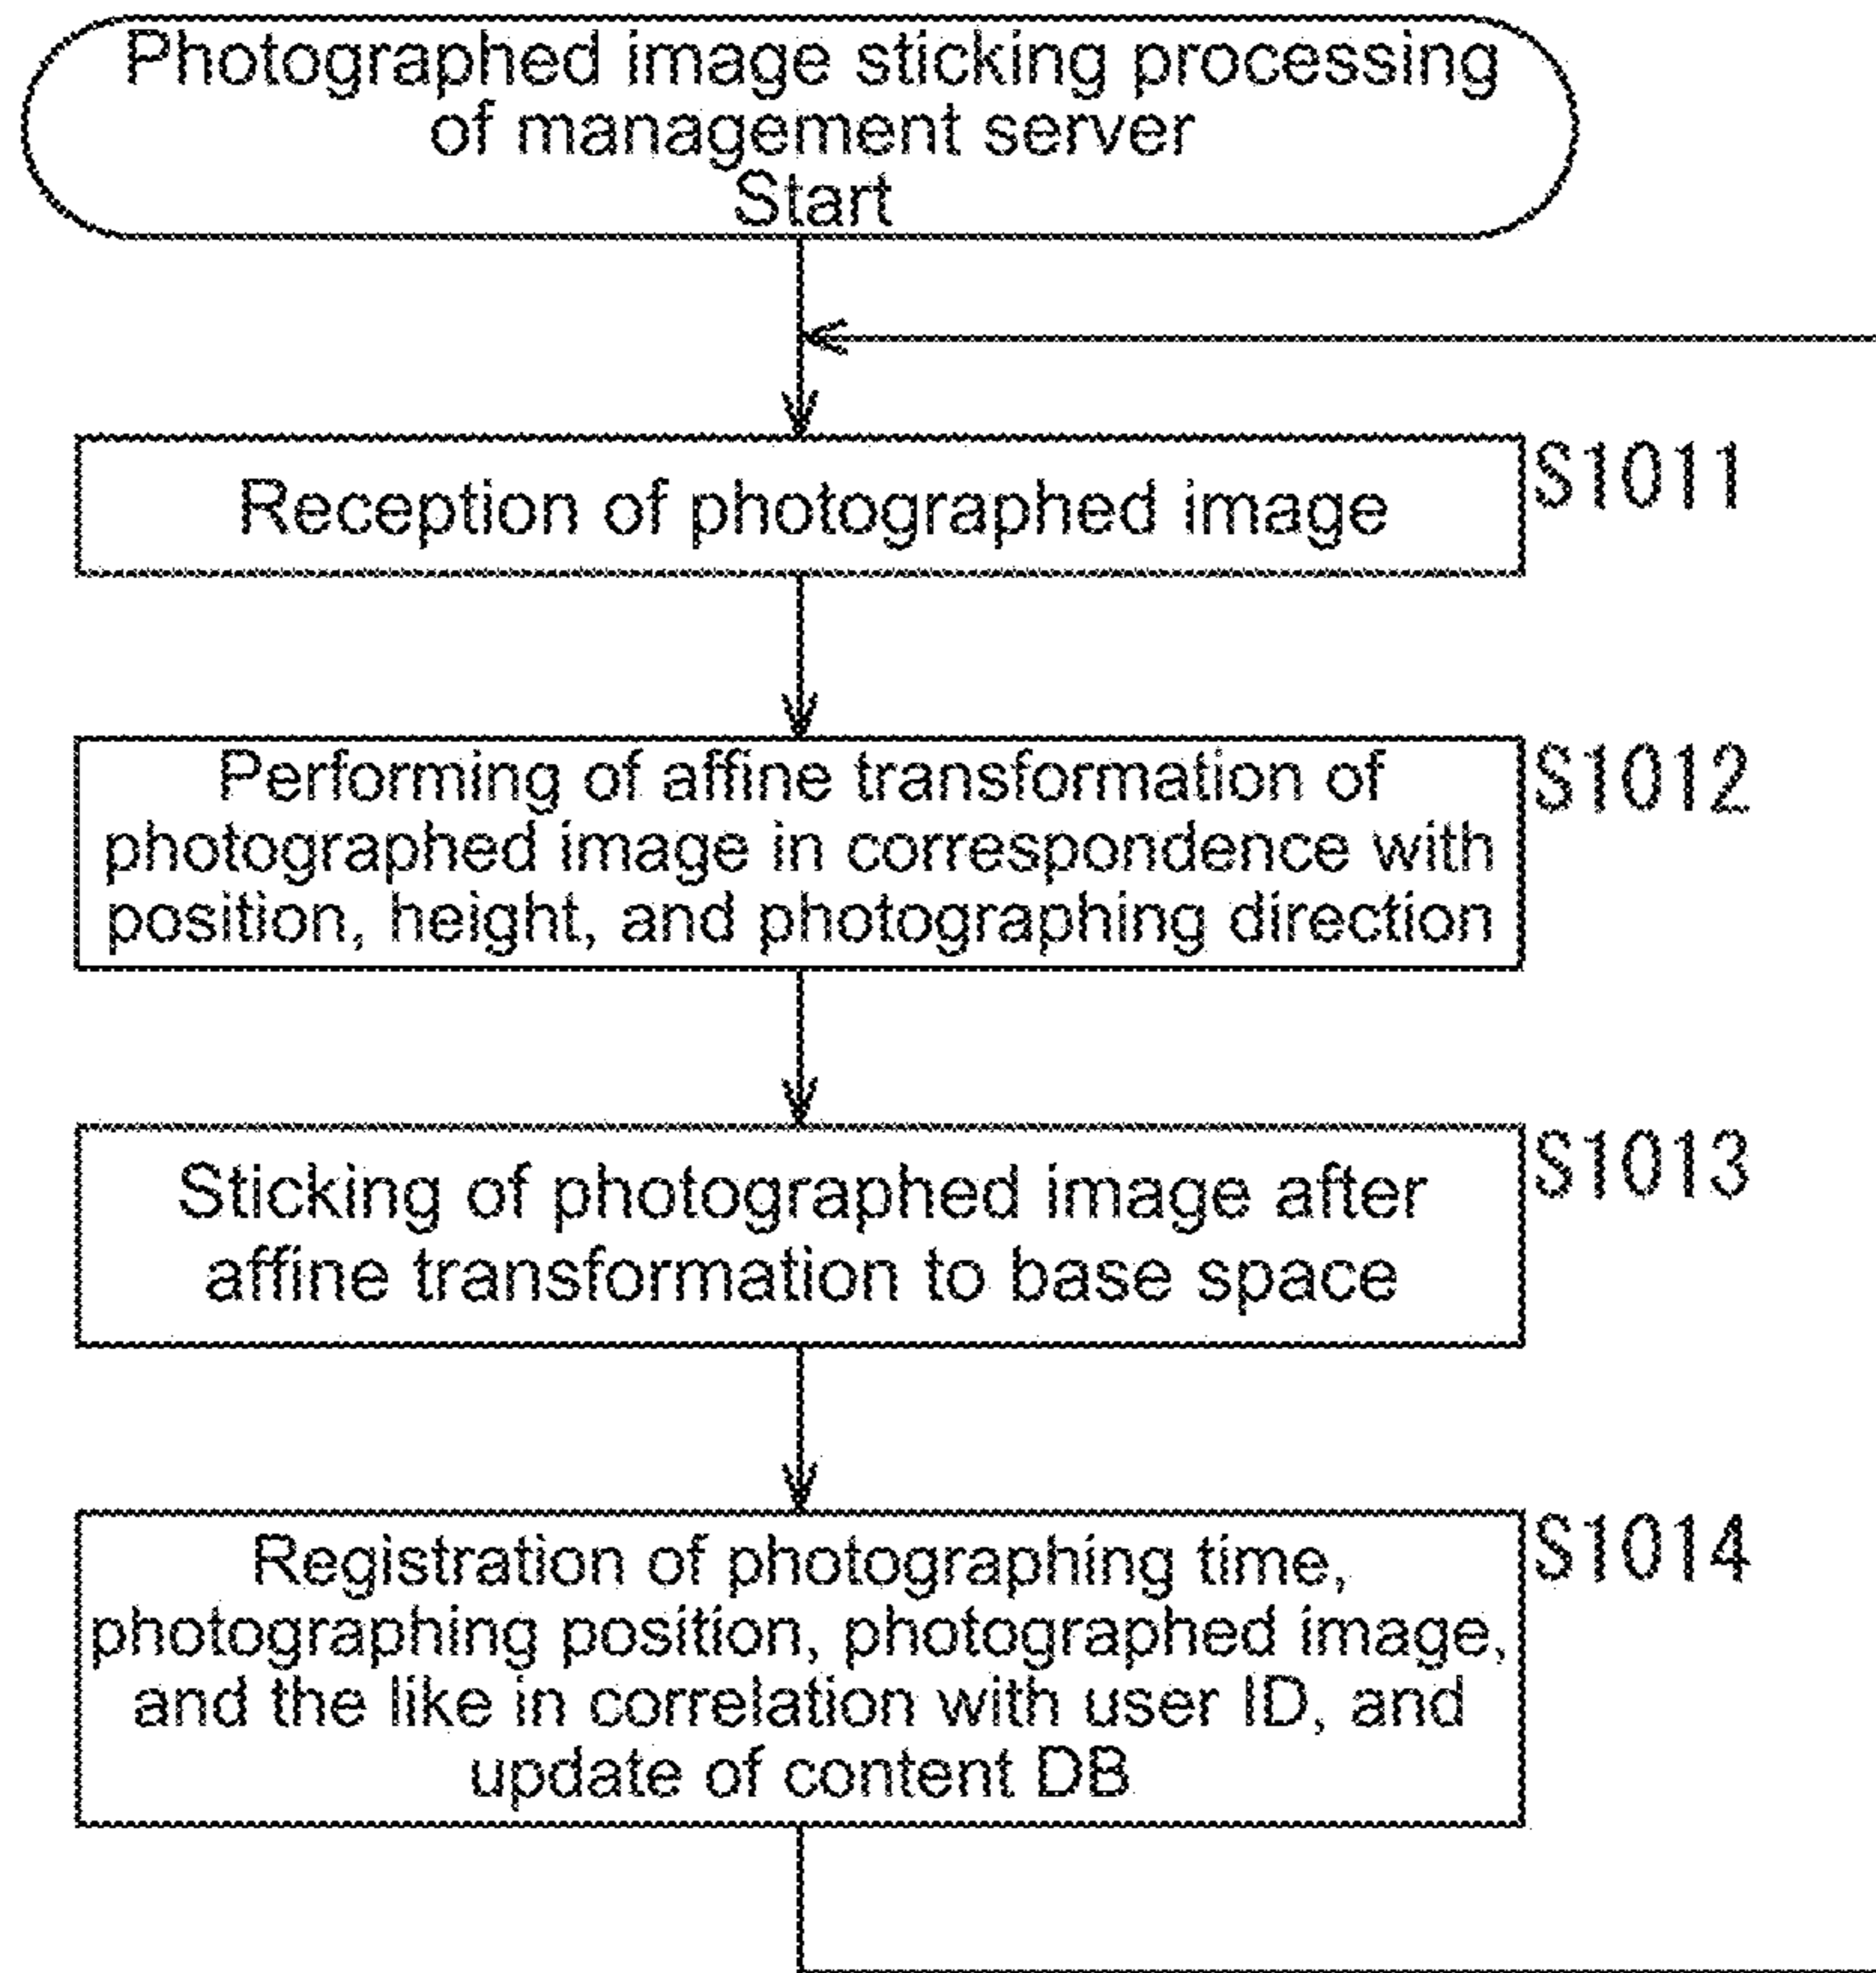 Photographed image sticking processing
of management server
Start
Reception of photographed image
S1011
Performing of affine transformation of
photographed image in correspondence with
position, height, and photographing direction
S1012
Sticking of photographed image after
affine transformation to base space
S1013
Registration of photographing time,
photographing position, photographed image,
and the like in correlation with user ID, and
update of content DB
S1014